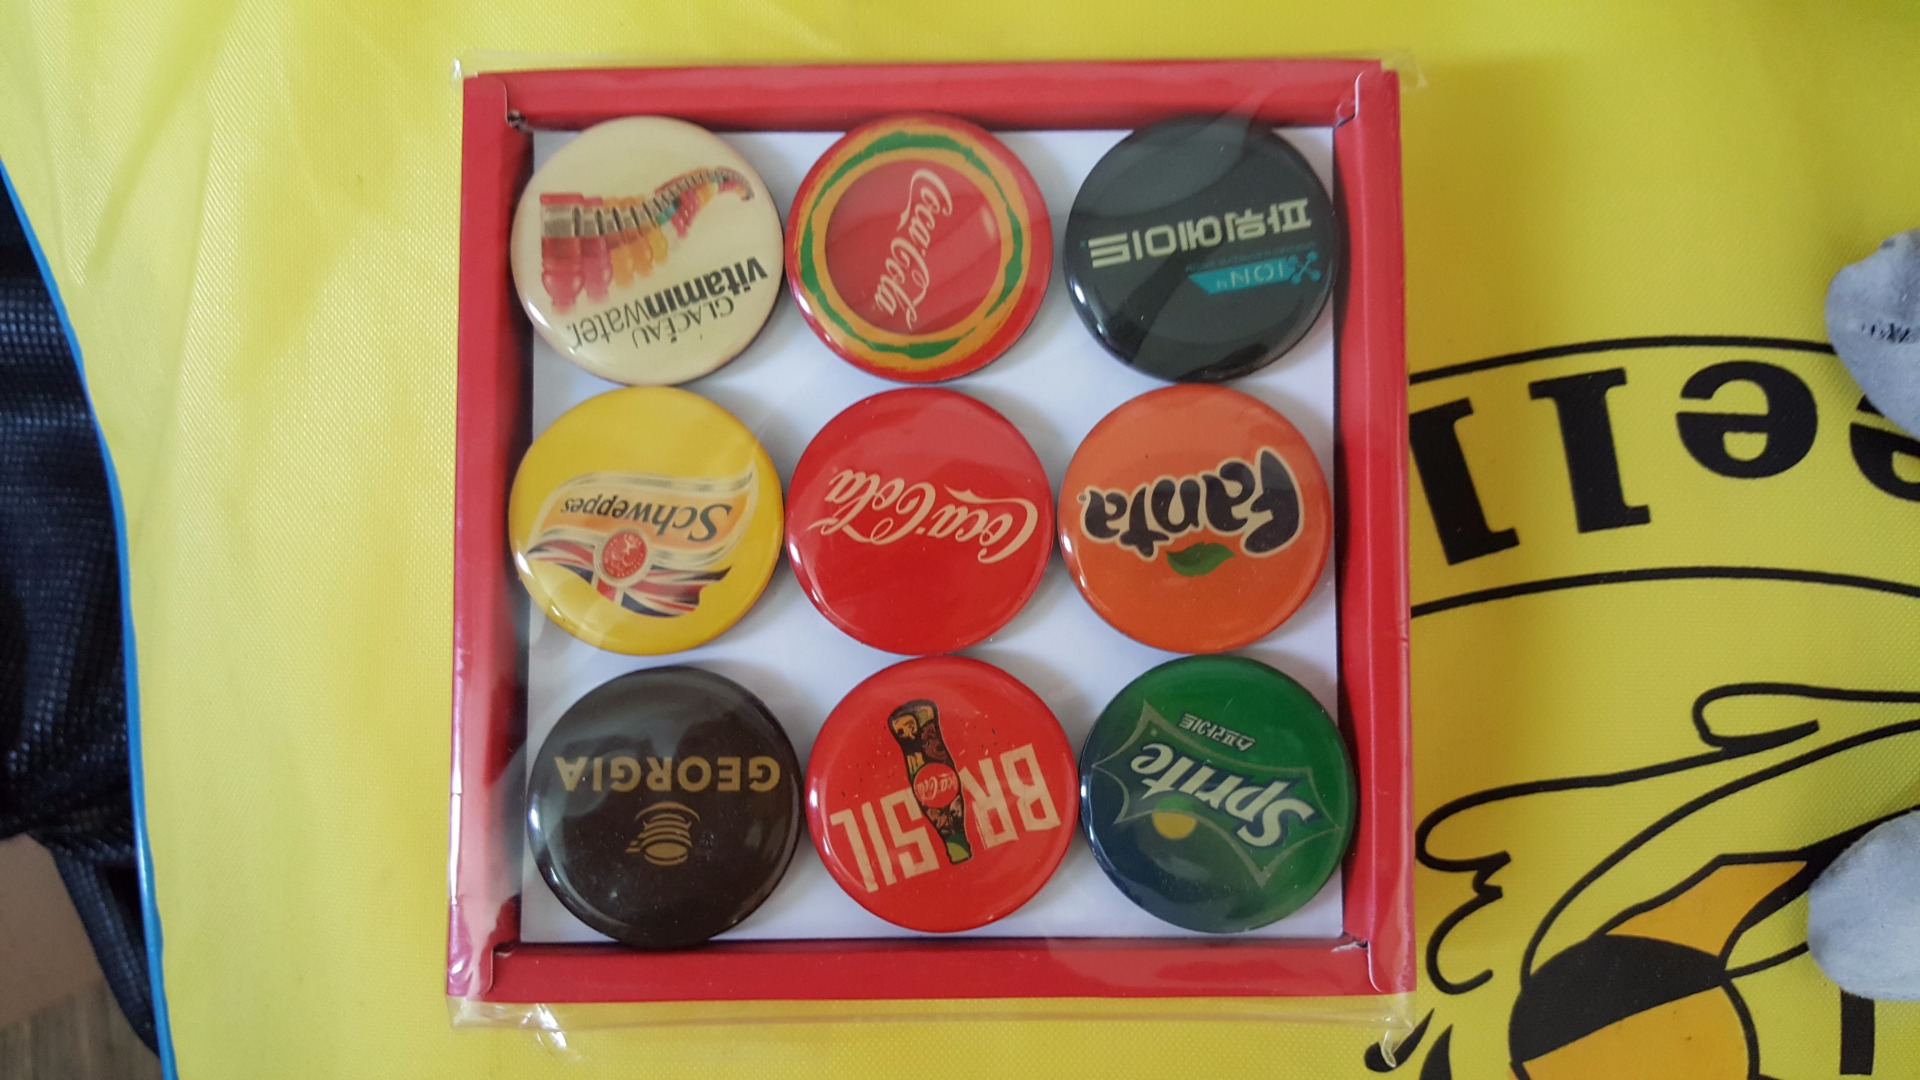 GLACÉAU
vitaminwater
Coca-Cola
ION
파워에이드
Schweppes
Coca-Cola
Fanta
GEORGIA
BRASIL
Coca-Cola
Sprite
스프라이트